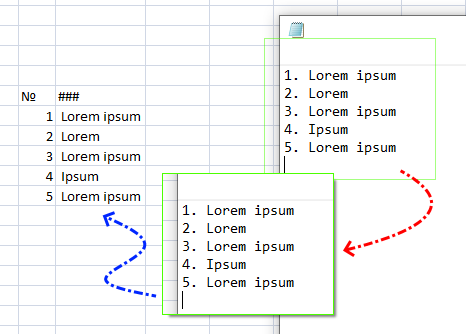 № ###
1 Lorem ipsum
2 Lorem
3 Lorem ipsum
4 Ipsum
5 Lorem ipsum
1. Lorem ipsum
2. Lorem
3. Lorem ipsum
4. Ipsum
5. Lorem ipsum
1. Lorem ipsum
2. Lorem
3. Lorem ipsum
4. Ipsum
5. Lorem ipsum